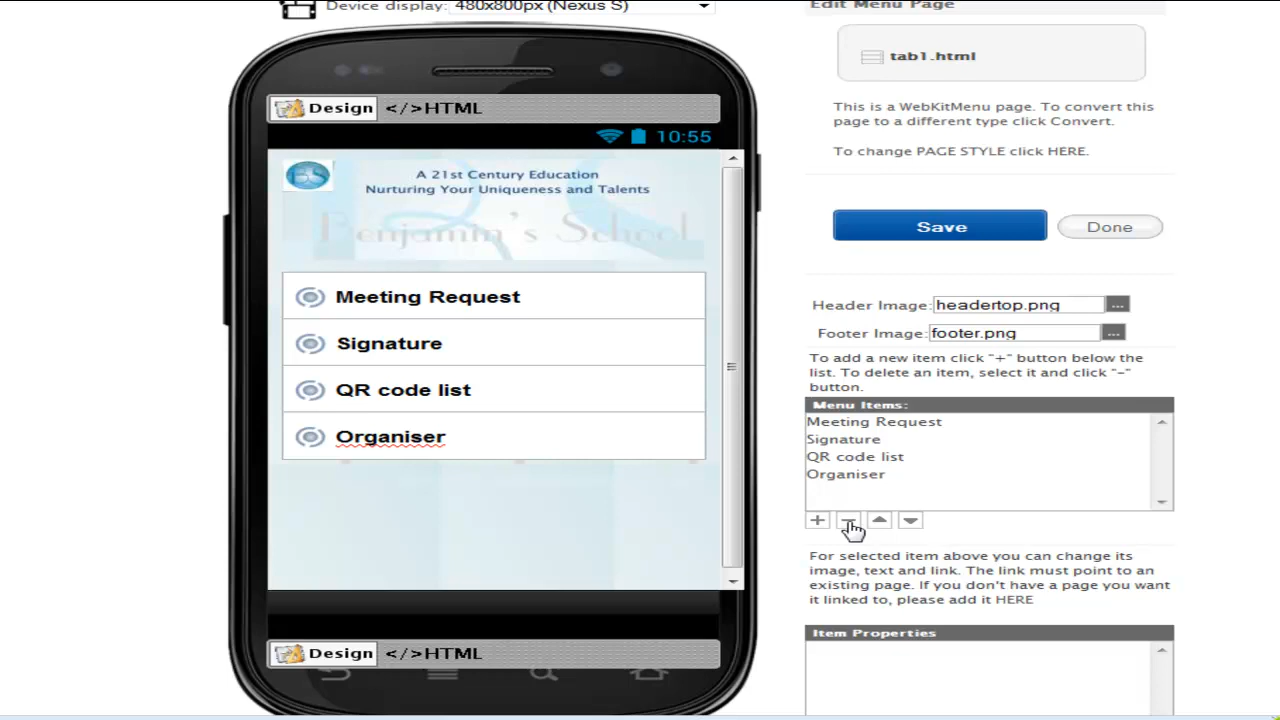 Device display: 480x800px (Nexus S)
Edit Menu Page
tab1.html
This is a WebKitMenu page. To convert this
page to a different type click Convert.
To change PAGE STYLE click HERE.
Save
Done
Design </>HTML
10:55
A 21st Century Education
Nurturing Your Uniqueness and Talents
Benjamin's School
Meeting Request
Signature
QR code list
Organiser
Design </>HTML
Header Image: headertop.png ...
Footer Image: footer.png ...
To add a new item click "+" button below the
list. To delete an item, select it and click "-"
button.
Menu Items:
Meeting Request
Signature
QR code list
Organiser
For selected item above you can change its
image, text and link. The link must point to an
existing page. If you don't have a page you want
it linked to, please add it HERE
Item Properties